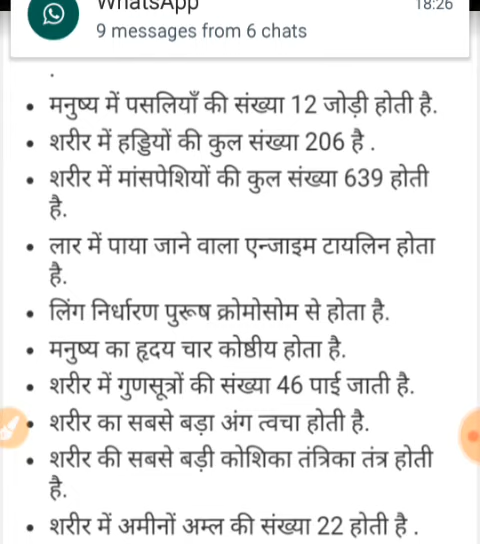 WhatsApp
18:26
9 messages from 6 chats
.
• मनुष्य में पसलियाँ की संख्या 12 जोड़ी होती है.
• शरीर में हड्डियों की कुल संख्या 206 है .
• शरीर में मांसपेशियों की कुल संख्या 639 होती
है.
• लार में पाया जाने वाला एन्जाइम टायलिन होता
है.
• लिंग निर्धारण पुरूष क्रोमोसोम से होता है.
• मनुष्य का हृदय चार कोष्ठीय होता है.
• शरीर में गुणसूत्रों की संख्या 46 पाई जाती है.
• शरीर का सबसे बड़ा अंग त्वचा होती है.
• शरीर की सबसे बड़ी कोशिका तंत्रिका तंत्र होती
है.
• शरीर में अमीनों अम्ल की संख्या 22 होती है .